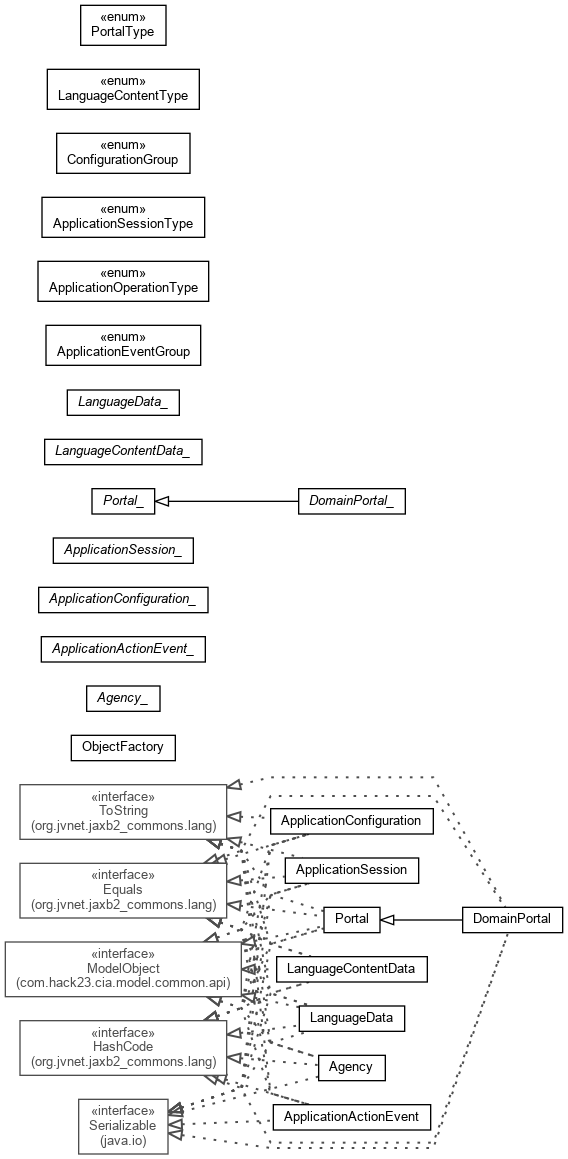 «enum»
PortalType
«enum»
LanguageContentType
«enum»
ConfigurationGroup
«enum»
ApplicationSessionType
«enum»
ApplicationOperationType
«enum»
ApplicationEventGroup
LanguageData_
LanguageContentData_
Portal_
DomainPortal_
ApplicationSession_
ApplicationConfiguration_
ApplicationActionEvent_
Agency_
ObjectFactory
«interface»
ToString
(org.jvnet.jaxb2_commons.lang)
ApplicationConfiguration
«interface»
Equals
(org.jvnet.jaxb2_commons.lang)
ApplicationSession
Portal
DomainPortal
«interface»
ModelObject
(com.hack23.cia.model.common.api)
LanguageContentData
LanguageData
«interface»
HashCode
(org.jvnet.jaxb2_commons.lang)
Agency
«interface»
Serializable
(java.io)
ApplicationActionEvent